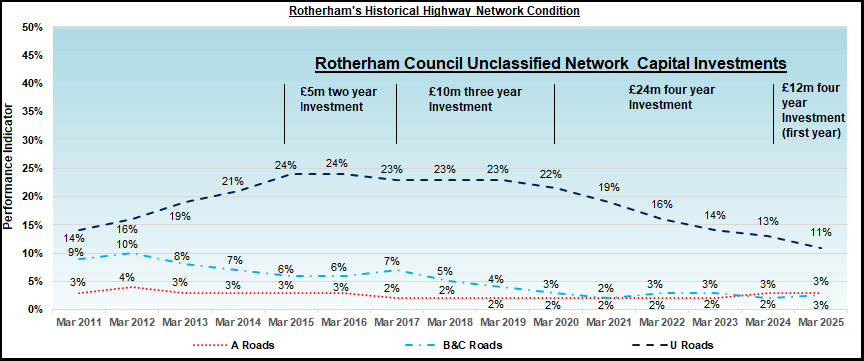 Rotherham's Historical Highway Network Condition
50%
45%
40%
35%
30%
25%
20%
15%
10%
5%
0%
Performance Indicator
Rotherham Council Unclassified Network Capital Investments
£5m two year
Investment
£10m three year
Investment
£24m four year
Investment
£12m four
year
Investment
(first year)
14% 16% 19% 21% 24% 24% 23% 23% 23% 22% 19% 16% 14% 13% 11%
9% 10% 8% 7% 6% 6% 7% 5% 4% 3% 2% 3% 3% 2% 3%
3% 4% 3% 3% 3% 3% 2% 2% 2% 2% 2% 2% 2% 3% 3%
Mar 2011 Mar 2012 Mar 2013 Mar 2014 Mar 2015 Mar 2016 Mar 2017 Mar 2018 Mar 2019 Mar 2020 Mar 2021 Mar 2022 Mar 2023 Mar 2024 Mar 2025
A Roads B&C Roads U Roads